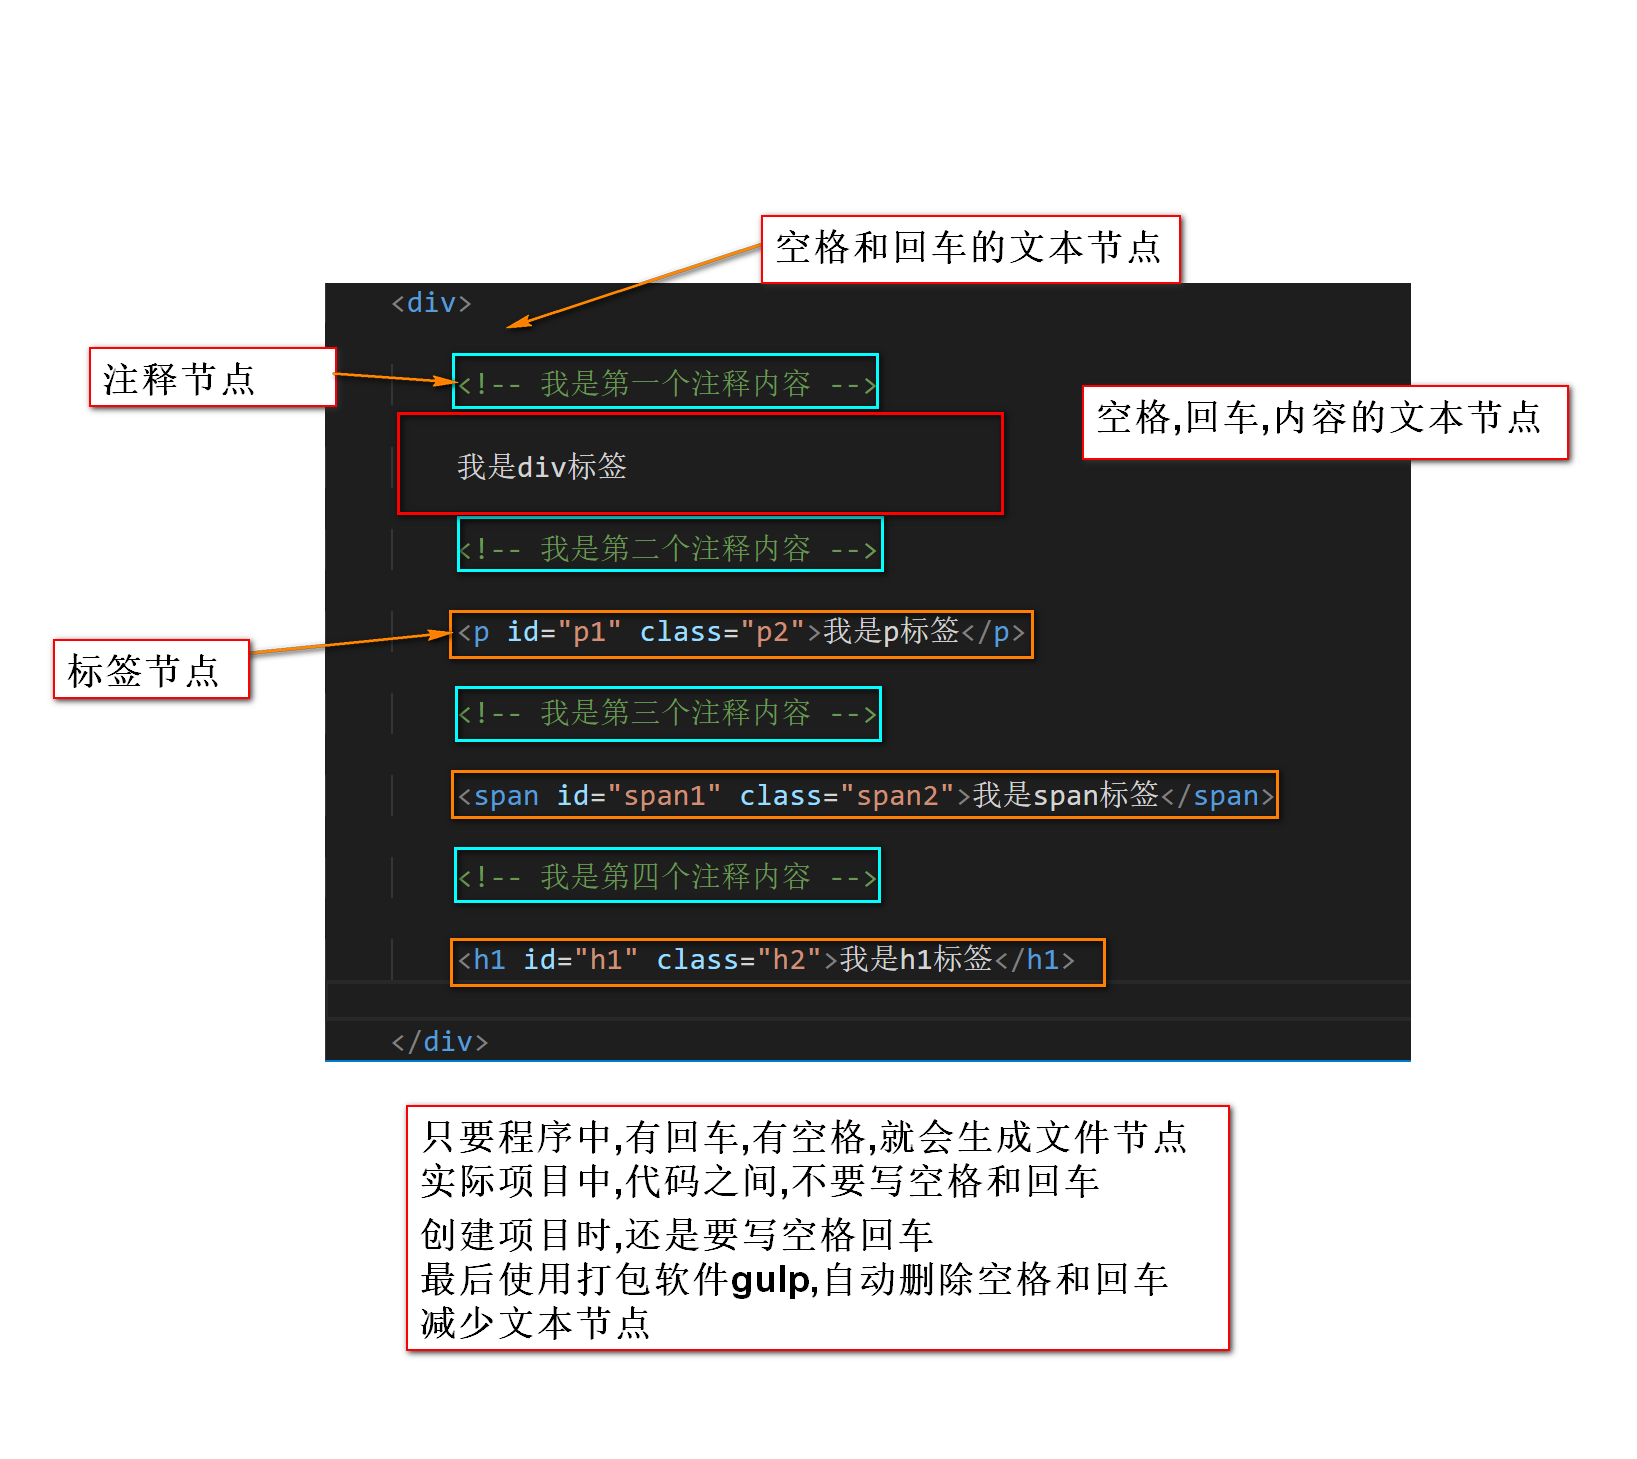 空格和回车的文本节点
<div>
注释节点
<!-- 我是第一个注释内容 -->
空格,回车,内容的文本节点
我是div标签
<!-- 我是第二个注释内容 -->
<p id="p1" class="p2">我是p标签</p>
标签节点
<!-- 我是第三个注释内容 -->
<span id="span1" class="span2">我是span标签</span>
<!-- 我是第四个注释内容 -->
<h1 id="h1" class="h2">我是h1标签</h1>
</div>
只要程序中,有回车,有空格,就会生成文件节点
实际项目中,代码之间,不要写空格和回车
创建项目时,还是要写空格回车
最后使用打包软件gulp,自动删除空格和回车
减少文本节点